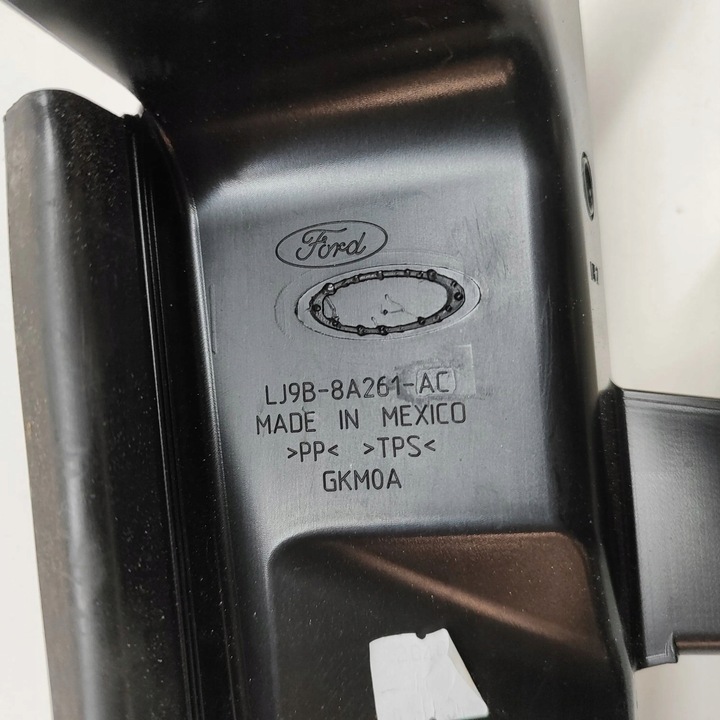 Ford
LJ9B-8A261-AC
MADE IN MEXICO
>PP< >TPS<
GKM0A